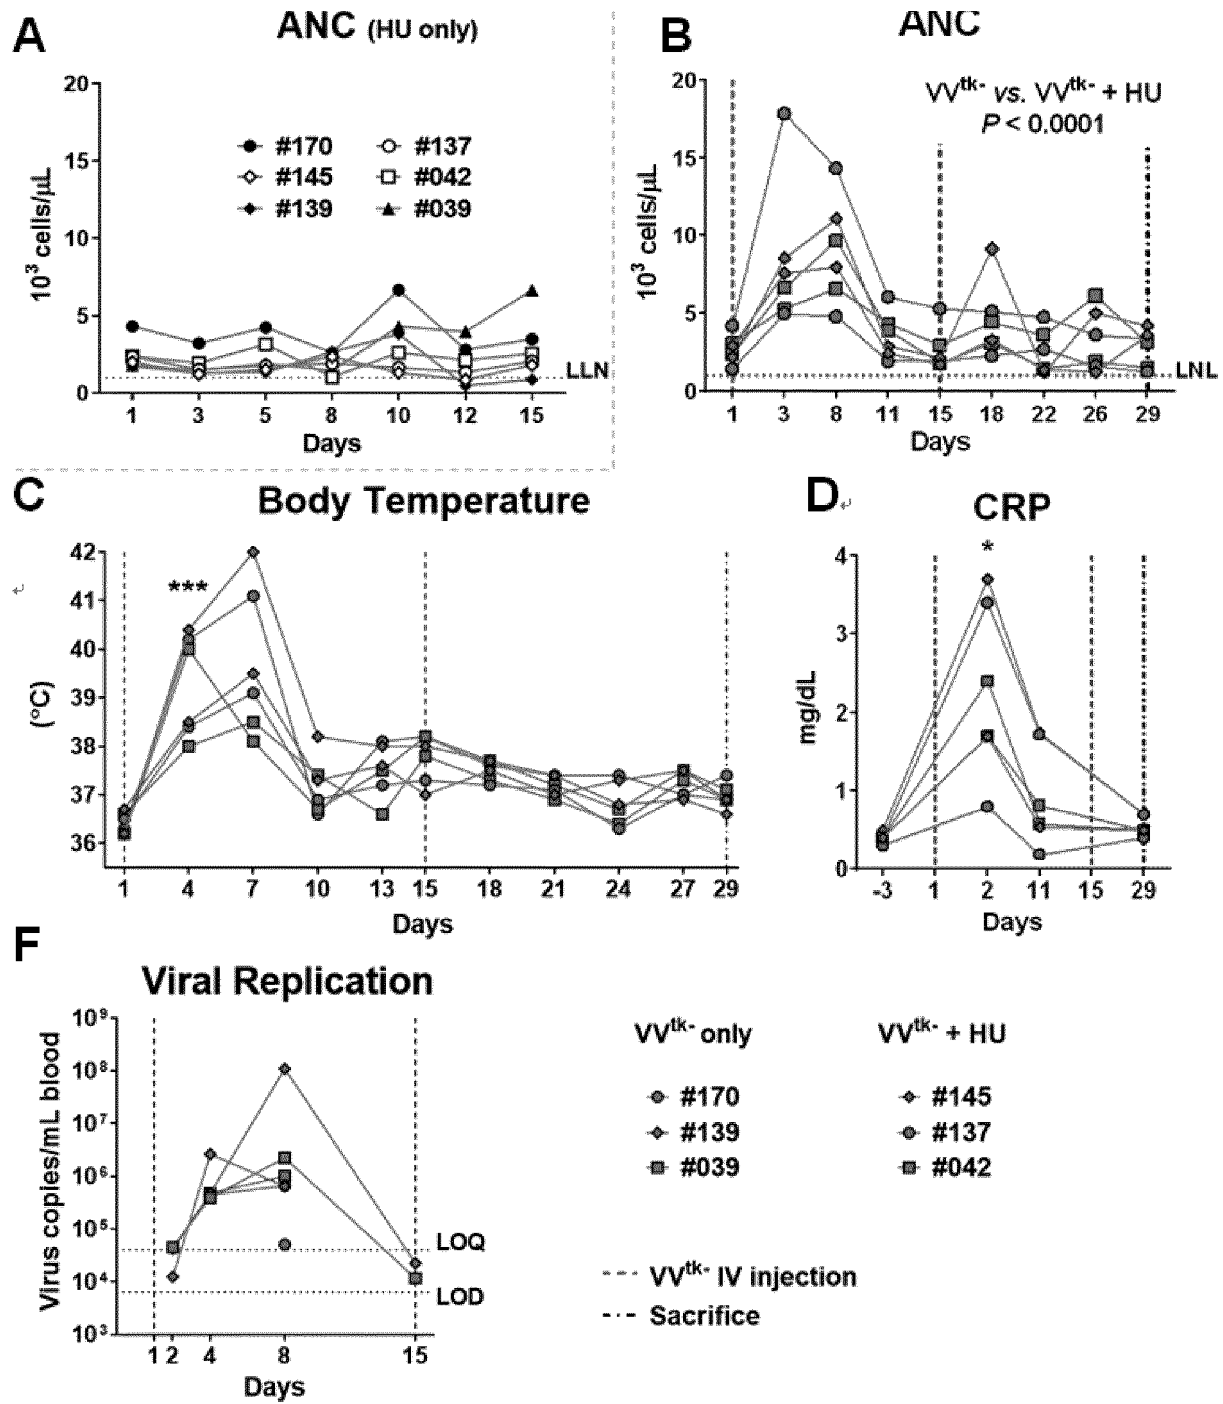 A
ANC (HU only)
20
15
10
5
0
10³ cells/µL
#170
#137
#145
#042
#139
#039
LLN
1 3 5 8 10 12 15
Days
B
ANC
20
15
10
5
0
10³ cells/µL
VVtk- vs. VVtk- + HU
P < 0.0001
LNL
1 3 8 11 15 18 22 26 29
Days
C
Body Temperature
42
41
40
39
38
37
36
(°C)
***
1 4 7 10 13 15 18 21 24 27 29
Days
D
CRP
*
4
3
2
1
0
mg/dL
-3 1 2 11 15 29
Days
F
Viral Replication
10⁹
10⁸
10⁷
10⁶
10⁵
10⁴
10³
Virus copies/mL blood
LOQ
LOD
1 2 4 8 15
Days
VVtk- only
VVtk- + HU
#170
#145
#139
#137
#039
#042
VVtk- IV injection
Sacrifice